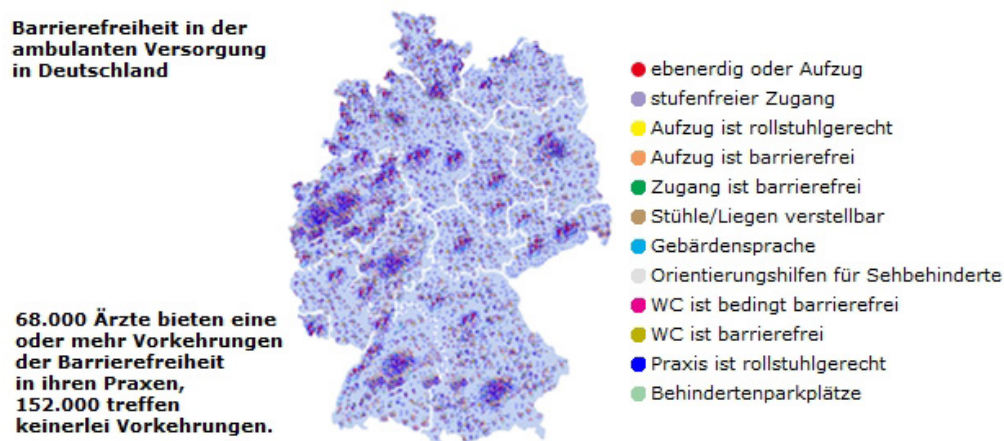 Barrierefreiheit in der
ambulanten Versorgung
in Deutschland
ebenerdig oder Aufzug
stufenfreier Zugang
Aufzug ist rollstuhlgerecht
Aufzug ist barrierefrei
Zugang ist barrierefrei
Stühle/Liegen verstellbar
Gebärdensprache
Orientierungshilfen für Sehbehinderte
WC ist bedingt barrierefrei
WC ist barrierefrei
Praxis ist rollstuhlgerecht
Behindertenparkplätze
68.000 Ärzte bieten eine
oder mehr Vorkehrungen
der Barrierefreiheit
in ihren Praxen,
152.000 treffen
keinerlei Vorkehrungen.